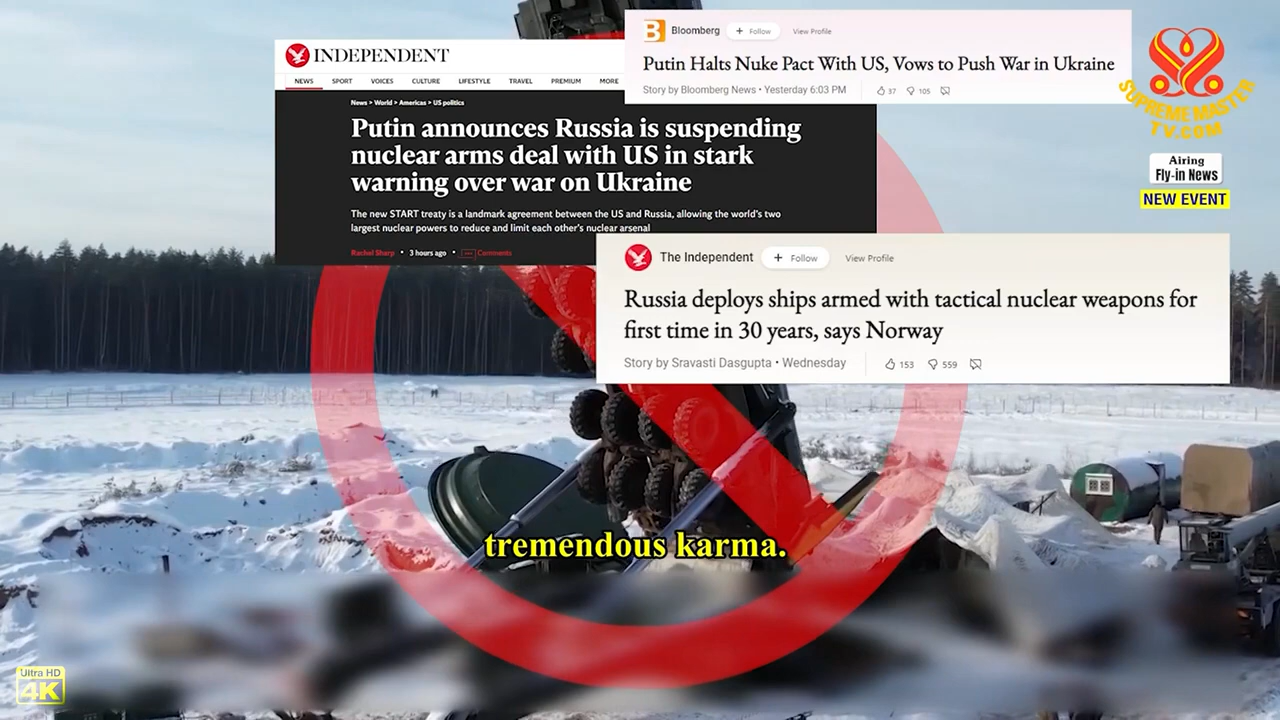 INDEPENDENT
NEWS SPORT VOICES CULTURE LIFESTYLE TRAVEL PREMIUM MORE
News > World > Americas > US politics
Putin announces Russia is suspending
nuclear arms deal with US in stark
warning over war on Ukraine
The new START treaty is a landmark agreement between the US and Russia, allowing the world's two
largest nuclear powers to reduce and limit each other's nuclear arsenal
Rachel Sharp • 3 hours ago • Comments
B Bloomberg + Follow View Profile
Putin Halts Nuke Pact With US, Vows to Push War in Ukraine
Story by Bloomberg News • Yesterday 6:03 PM 37 105
SUPREME MASTER
TV.COM
Airing
Fly-in News
NEW EVENT
The Independent + Follow View Profile
Russia deploys ships armed with tactical nuclear weapons for
first time in 30 years, says Norway
Story by Sravasti Dasgupta • Wednesday 153 559
tremendous karma.
Ultra HD
4K